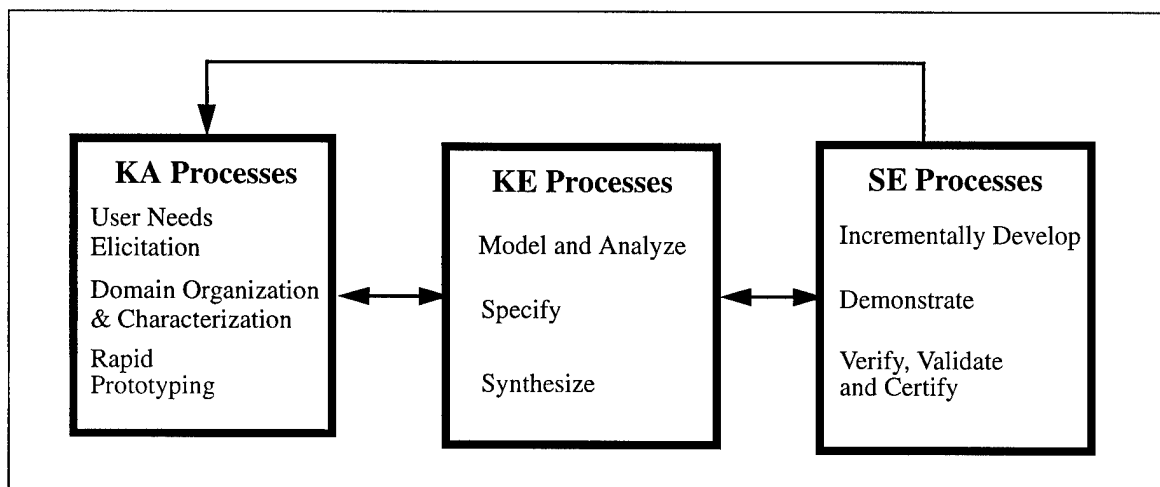 KA Processes
User Needs
Elicitation
Domain Organization
& Characterization
Rapid
Prototyping
KE Processes
Model and Analyze
Specify
Synthesize
SE Processes
Incrementally Develop
Demonstrate
Verify, Validate
and Certify